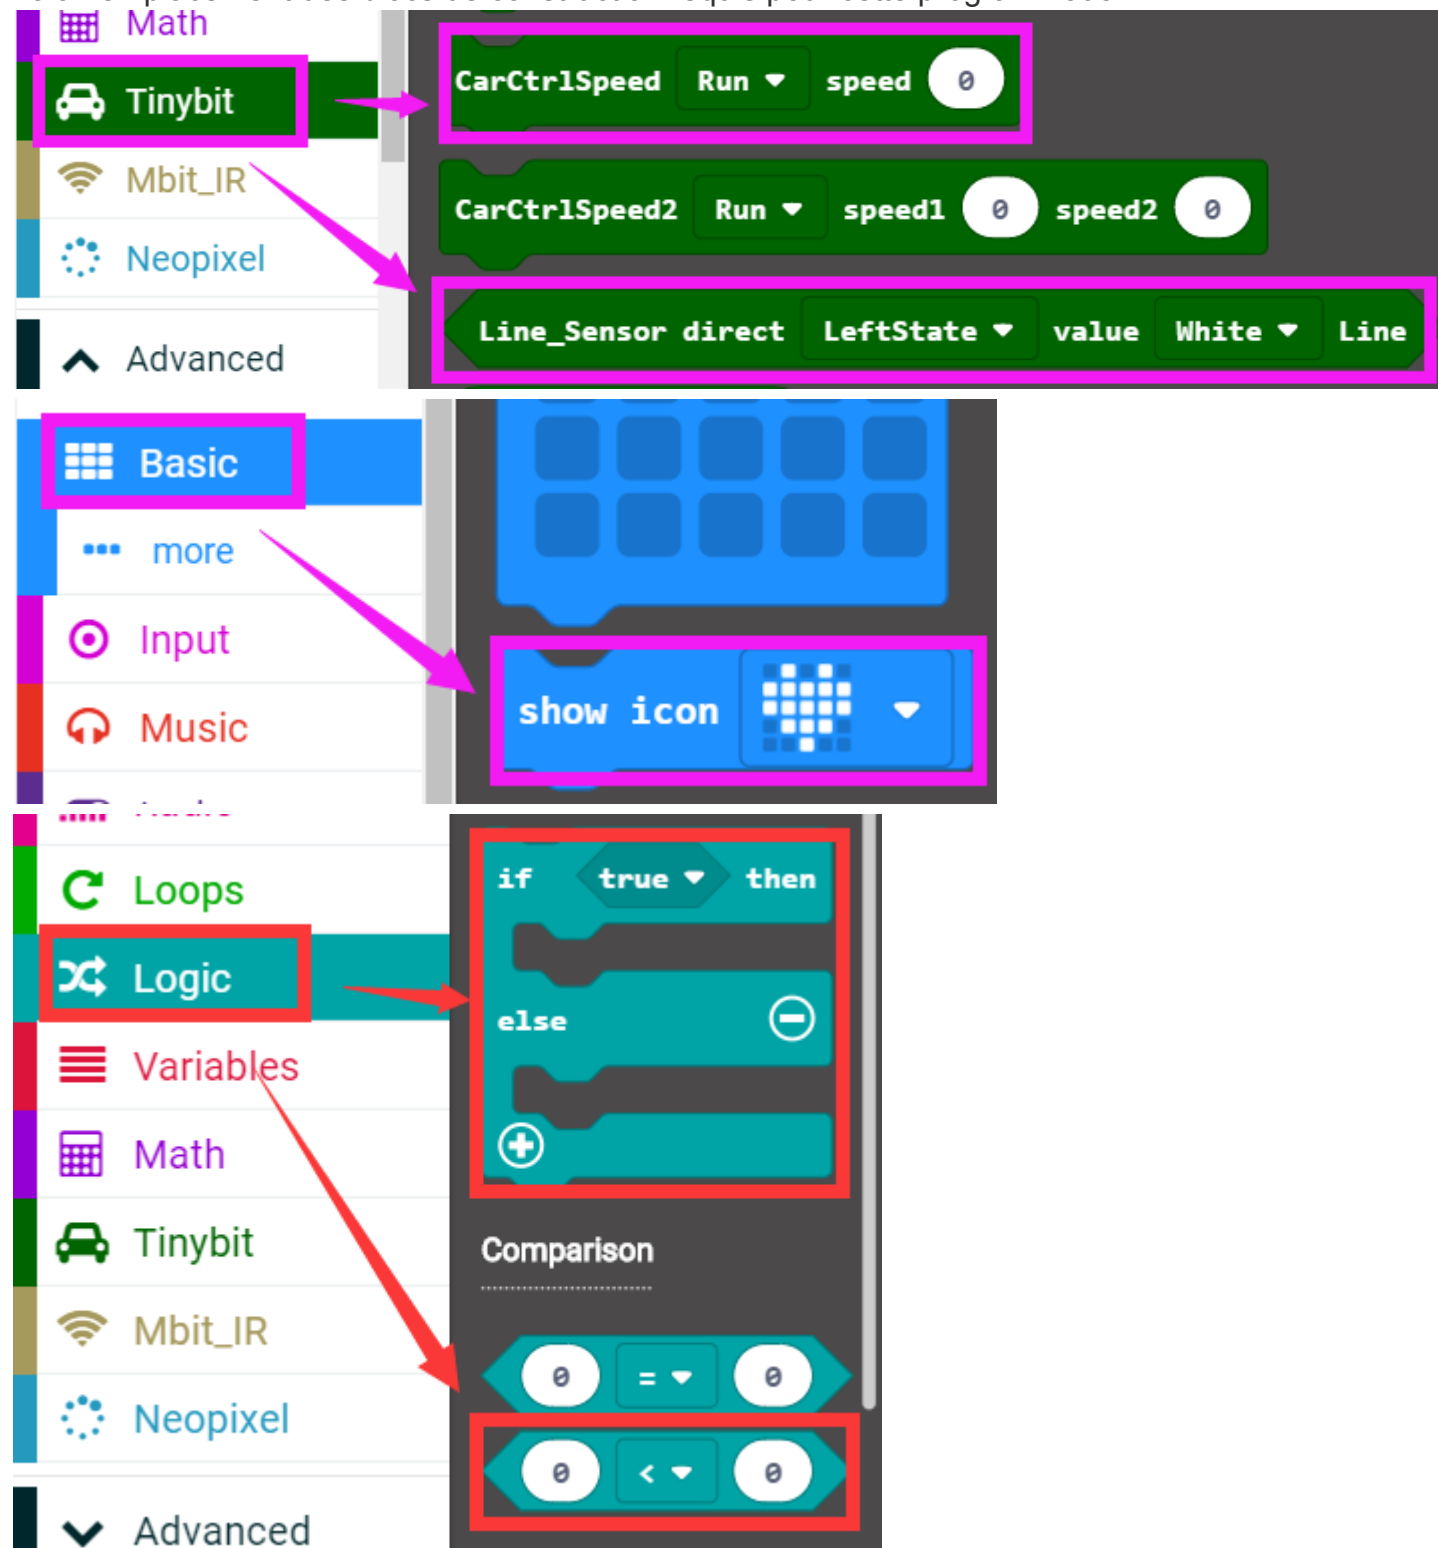 Math
Tinybit
Mbit_IR
Neopixel
Advanced
CarCtrlSpeed Run speed 0
CarCtrlSpeed2 Run speed1 0 speed2 0
Line_Sensor direct LeftState value White Line
Basic
more
Input
Music
show icon
Loops
Logic
Variables
Math
Tinybit
Mbit_IR
Neopixel
Advanced
if true then
else
Comparison
0 = 0
0 < 0